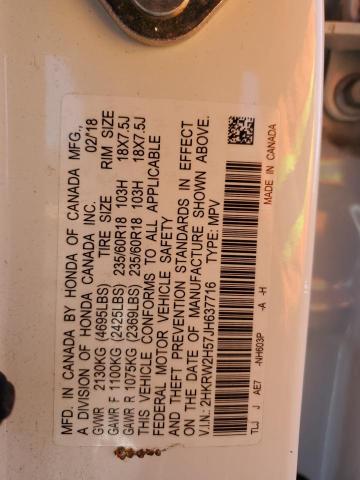 MFD. IN CANADA BY HONDA OF CANADA MFG.,
A DIVISION OF HONDA CANADA INC. 02/18
GVWR 2130KG (4695LBS) TIRE SIZE RIM SIZE
GAWR F 1100KG (2425LBS) 235/60R18 103H 18X7.5J
GAWR R 1075KG (2369LBS) 235/60R18 103H 18X7.5J
THIS VEHICLE CONFORMS TO ALL APPLICABLE
FEDERAL MOTOR VEHICLE SAFETY
AND THEFT PREVENTION STANDARDS IN EFFECT
ON THE DATE OF MANUFACTURE SHOWN ABOVE.
V.I.N.: 2HKRW2H57JH637716 TYPE: MPV
TLJ J AE7 -NH603P -A -H
MADE IN CANADA